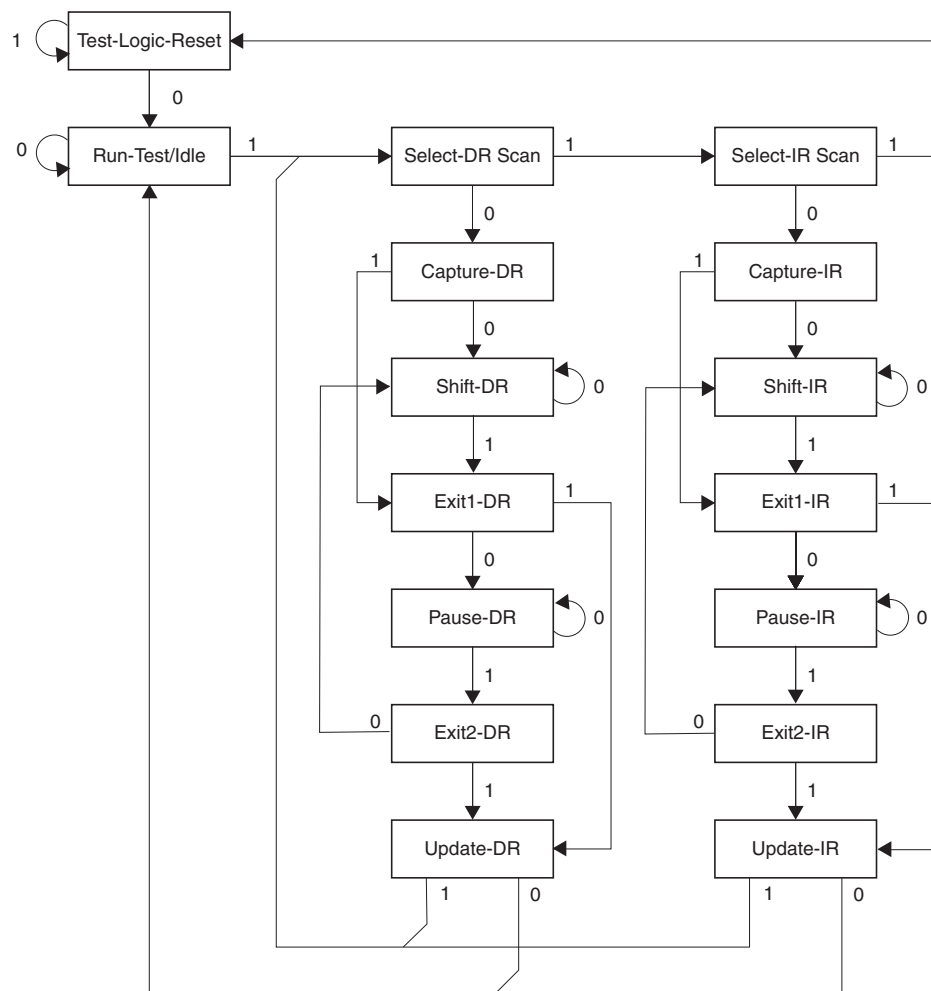 Test-Logic-Reset
1
0
Run-Test/Idle
0
1
Select-DR Scan
1
Select-IR Scan
1
0
0
1
Capture-DR
1
Capture-IR
0
0
Shift-DR
0
Shift-IR
0
1
1
Exit1-DR
1
Exit1-IR
1
0
0
Pause-DR
0
Pause-IR
0
1
1
0
Exit2-DR
0
Exit2-IR
1
1
Update-DR
Update-IR
1
0
1
0